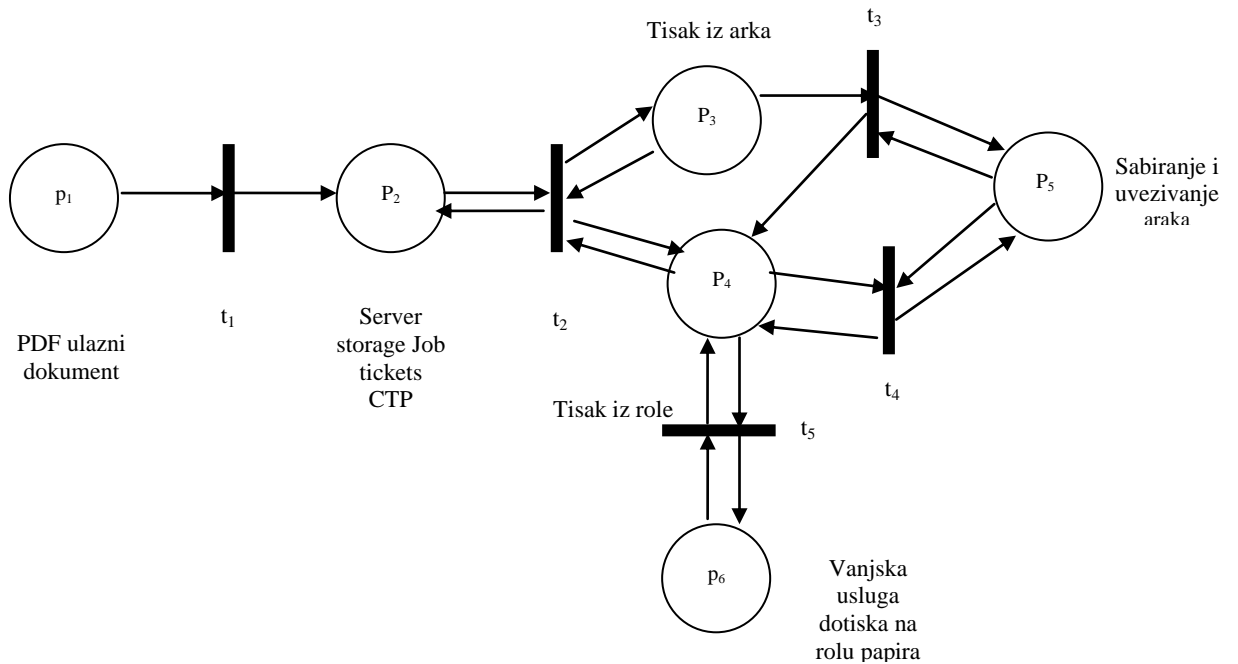 t₃
Tisak iz arka
P₃
p₁
P₂
P₅
Sabiranje i
uvezivanje
araka
P₄
t₁
t₂
PDF ulazni
dokument
Server
storage Job
tickets
CTP
t₄
Tisak iz role
t₅
p₆
Vanjska
usluga
dotiska na
rolu papira